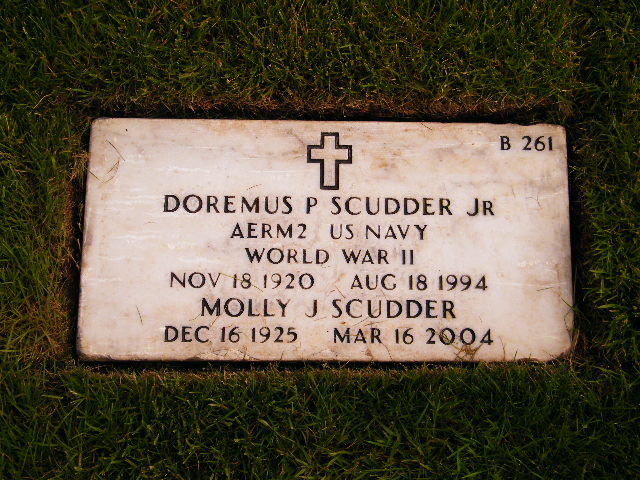 B 261
DOREMUS P SCUDDER JR
AERM2 US NAVY
WORLD WAR II
NOV 18 1920 AUG 18 1994
MOLLY J SCUDDER
DEC 16 1925 MAR 16 2004